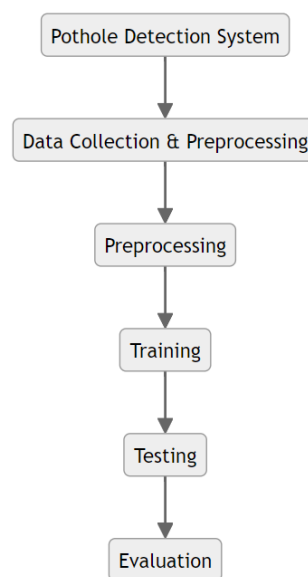 Pothole Detection System
Data Collection & Preprocessing
Preprocessing
Training
Testing
Evaluation